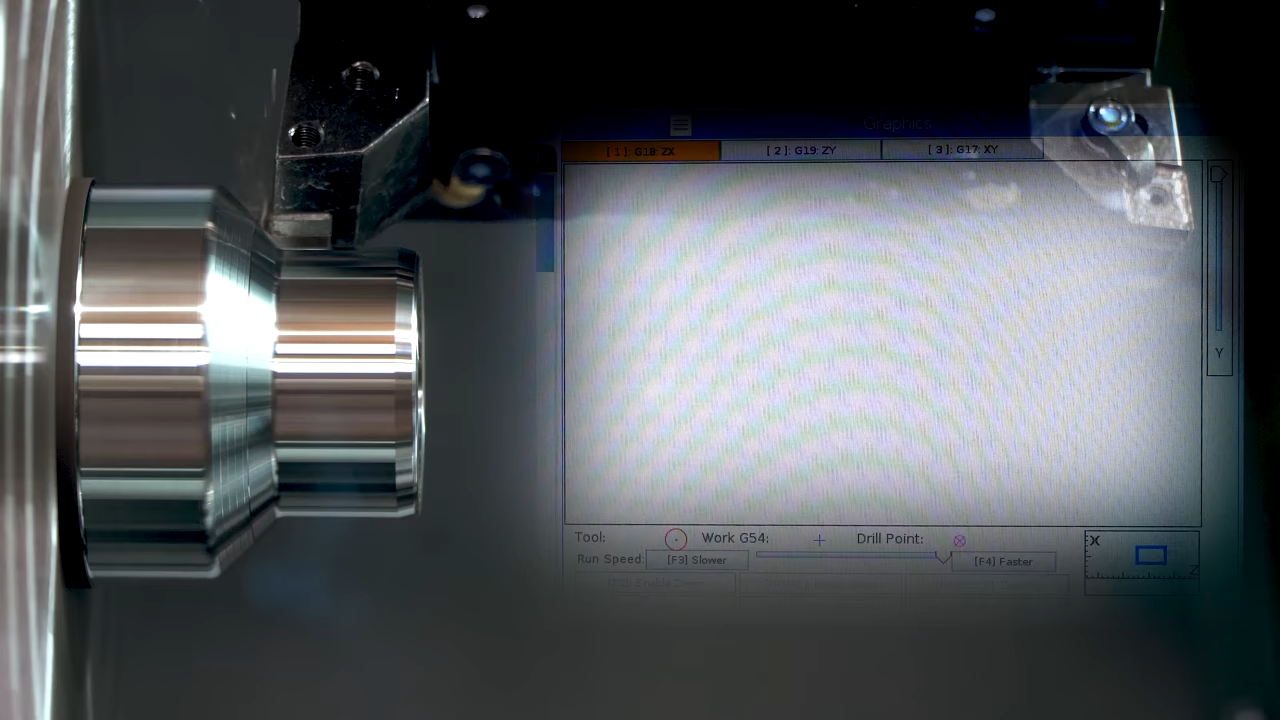 Graphics
[ 1 ]: G18: ZX [ 2 ]: G19: ZY [ 3 ]: G17: XY
Y
Tool: Work G54: Drill Point:
Run Speed [F3] Slower [F4] Faster
X
Z